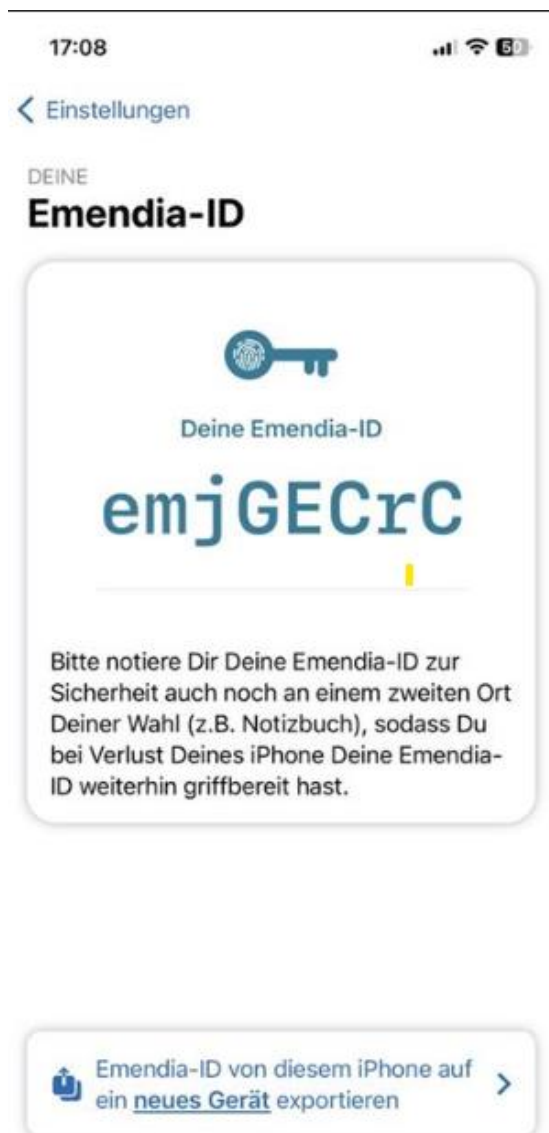 17:08
50
Einstellungen
DEINE
Emendia-ID
Deine Emendia-ID
emjGECrC
Bitte notiere Dir Deine Emendia-ID zur
Sicherheit auch noch an einem zweiten Ort
Deiner Wahl (z.B. Notizbuch), sodass Du
bei Verlust Deines iPhone Deine Emendia-
ID weiterhin griffbereit hast.
Emendia-ID von diesem iPhone auf
ein neues Gerät exportieren